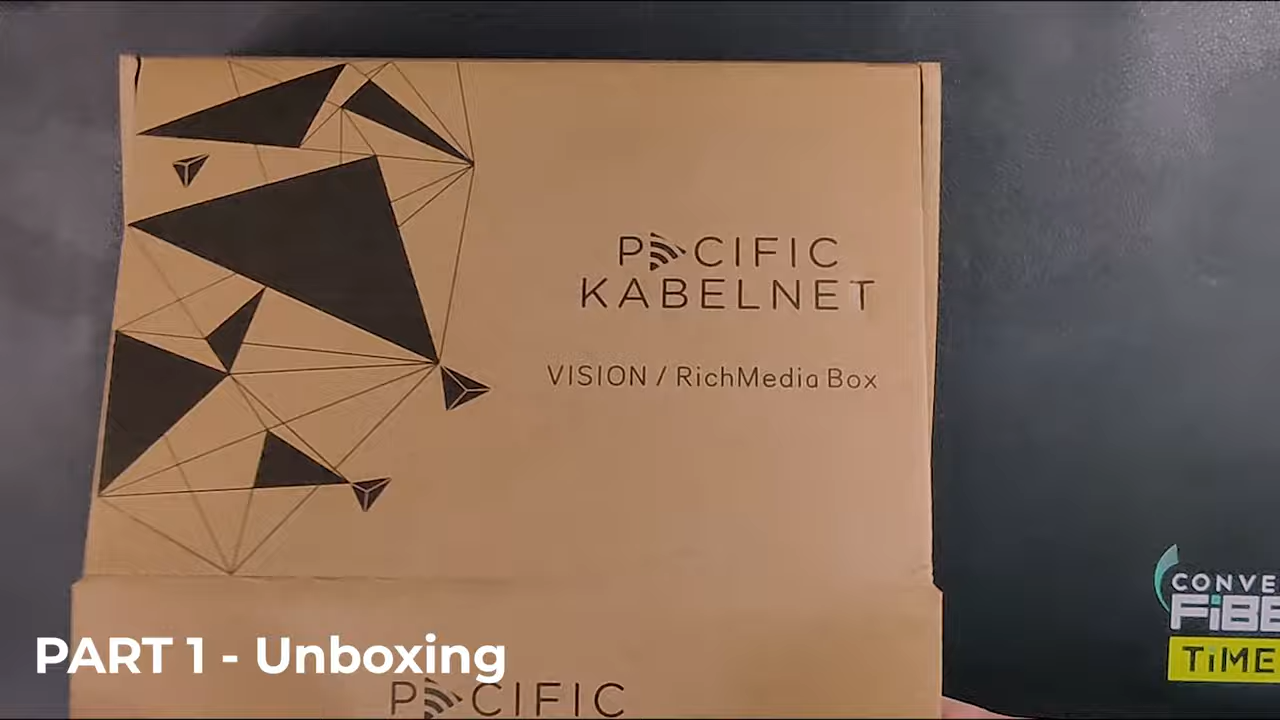 PACIFIC
KABELNET
VISION / RichMedia Box
CONVE
FiBE
TiME
PART 1 - Unboxing
PACIFIC